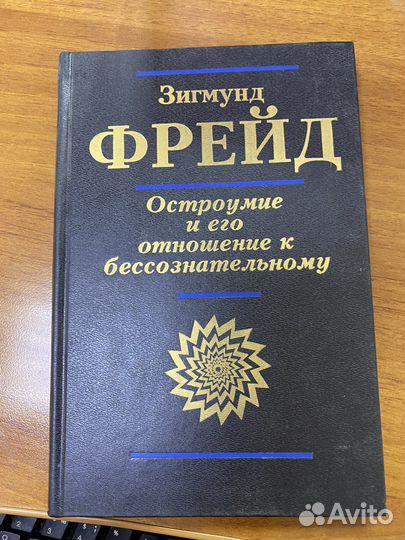 Зигмунд
ФРЕЙД
Остроумие
и его
отношение к
бессознательному
Avito